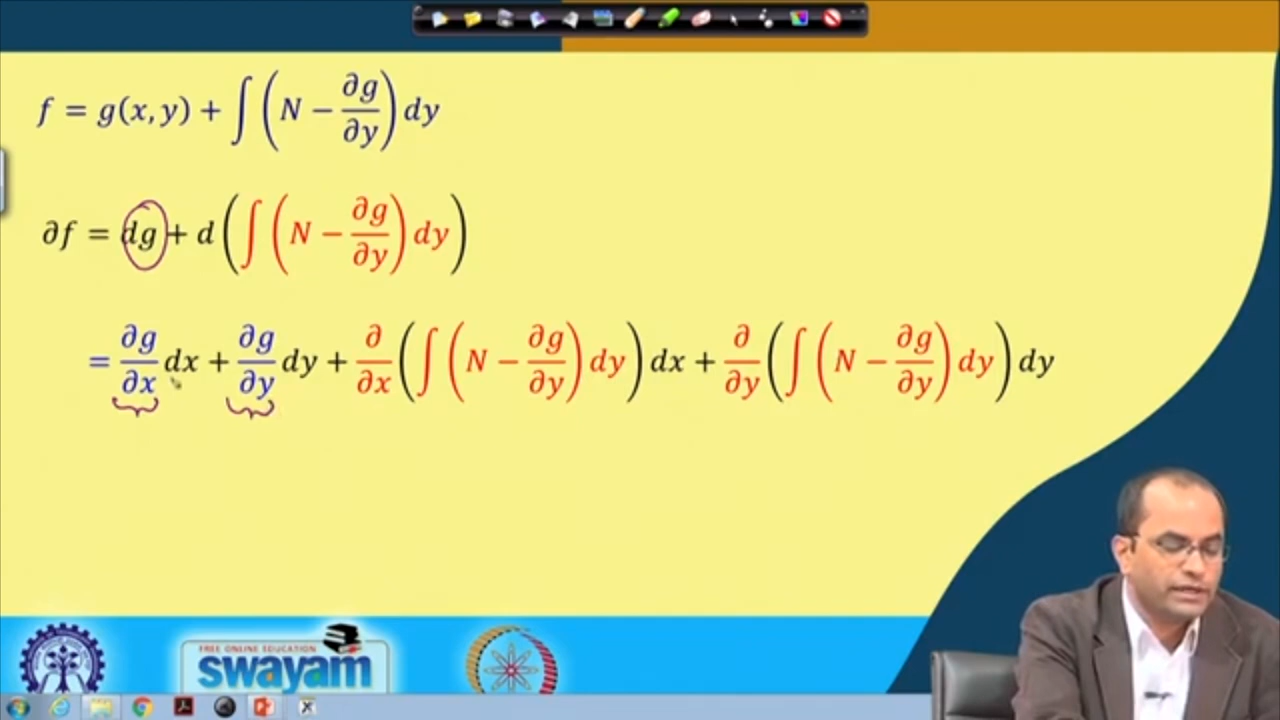 f = g(x, y) + ∫ (N − ∂g/∂y) dy
∂f = dg + d (∫ (N − ∂g/∂y) dy)
= ∂g/∂x dx + ∂g/∂y dy + ∂/∂x (∫ (N − ∂g/∂y) dy) dx + ∂/∂y (∫ (N − ∂g/∂y) dy) dy
FREE ONLINE EDUCATION
swayam